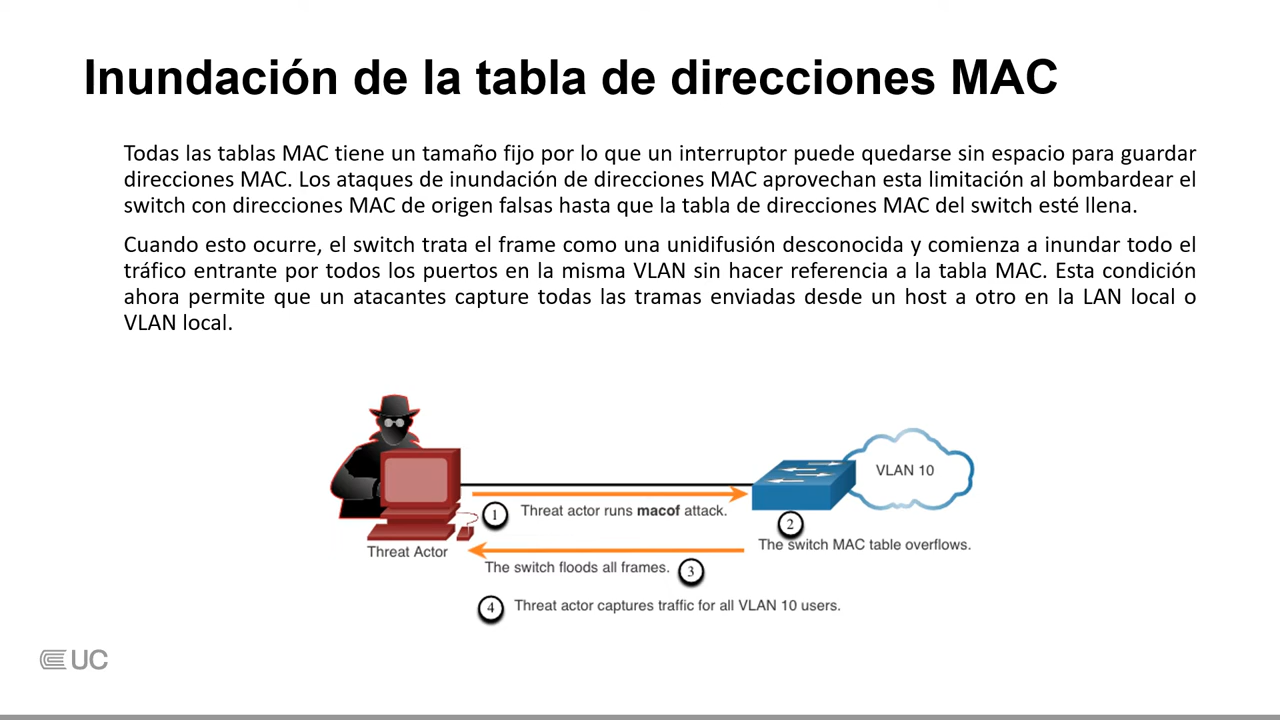 Inundación de la tabla de direcciones MAC
Todas las tablas MAC tiene un tamaño fijo por lo que un interruptor puede quedarse sin espacio para guardar
direcciones MAC. Los ataques de inundación de direcciones MAC aprovechan esta limitación al bombardear el
switch con direcciones MAC de origen falsas hasta que la tabla de direcciones MAC del switch esté llena.
Cuando esto ocurre, el switch trata el frame como una unidifusión desconocida y comienza a inundar todo el
tráfico entrante por todos los puertos en la misma VLAN sin hacer referencia a la tabla MAC. Esta condición
ahora permite que un atacantes capture todas las tramas enviadas desde un host a otro en la LAN local o
VLAN local.
VLAN 10
1 Threat actor runs macof attack.
2
The switch MAC table overflows.
Threat Actor
The switch floods all frames. 3
4 Threat actor captures traffic for all VLAN 10 users.
UC